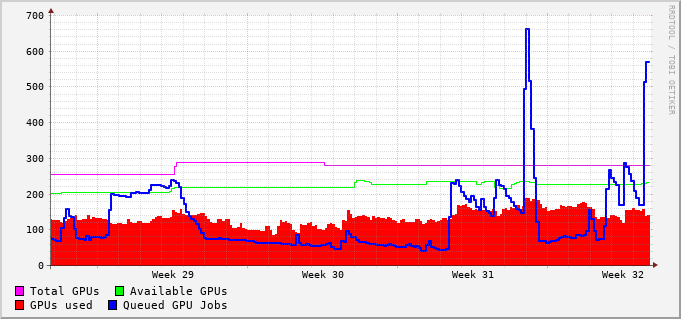 700
600
500
400
300
200
100
0
Week 29 Week 30 Week 31 Week 32
Total GPUs Available GPUs
GPUs used Queued GPU Jobs
RRDTOOL / TOBI OETIKER